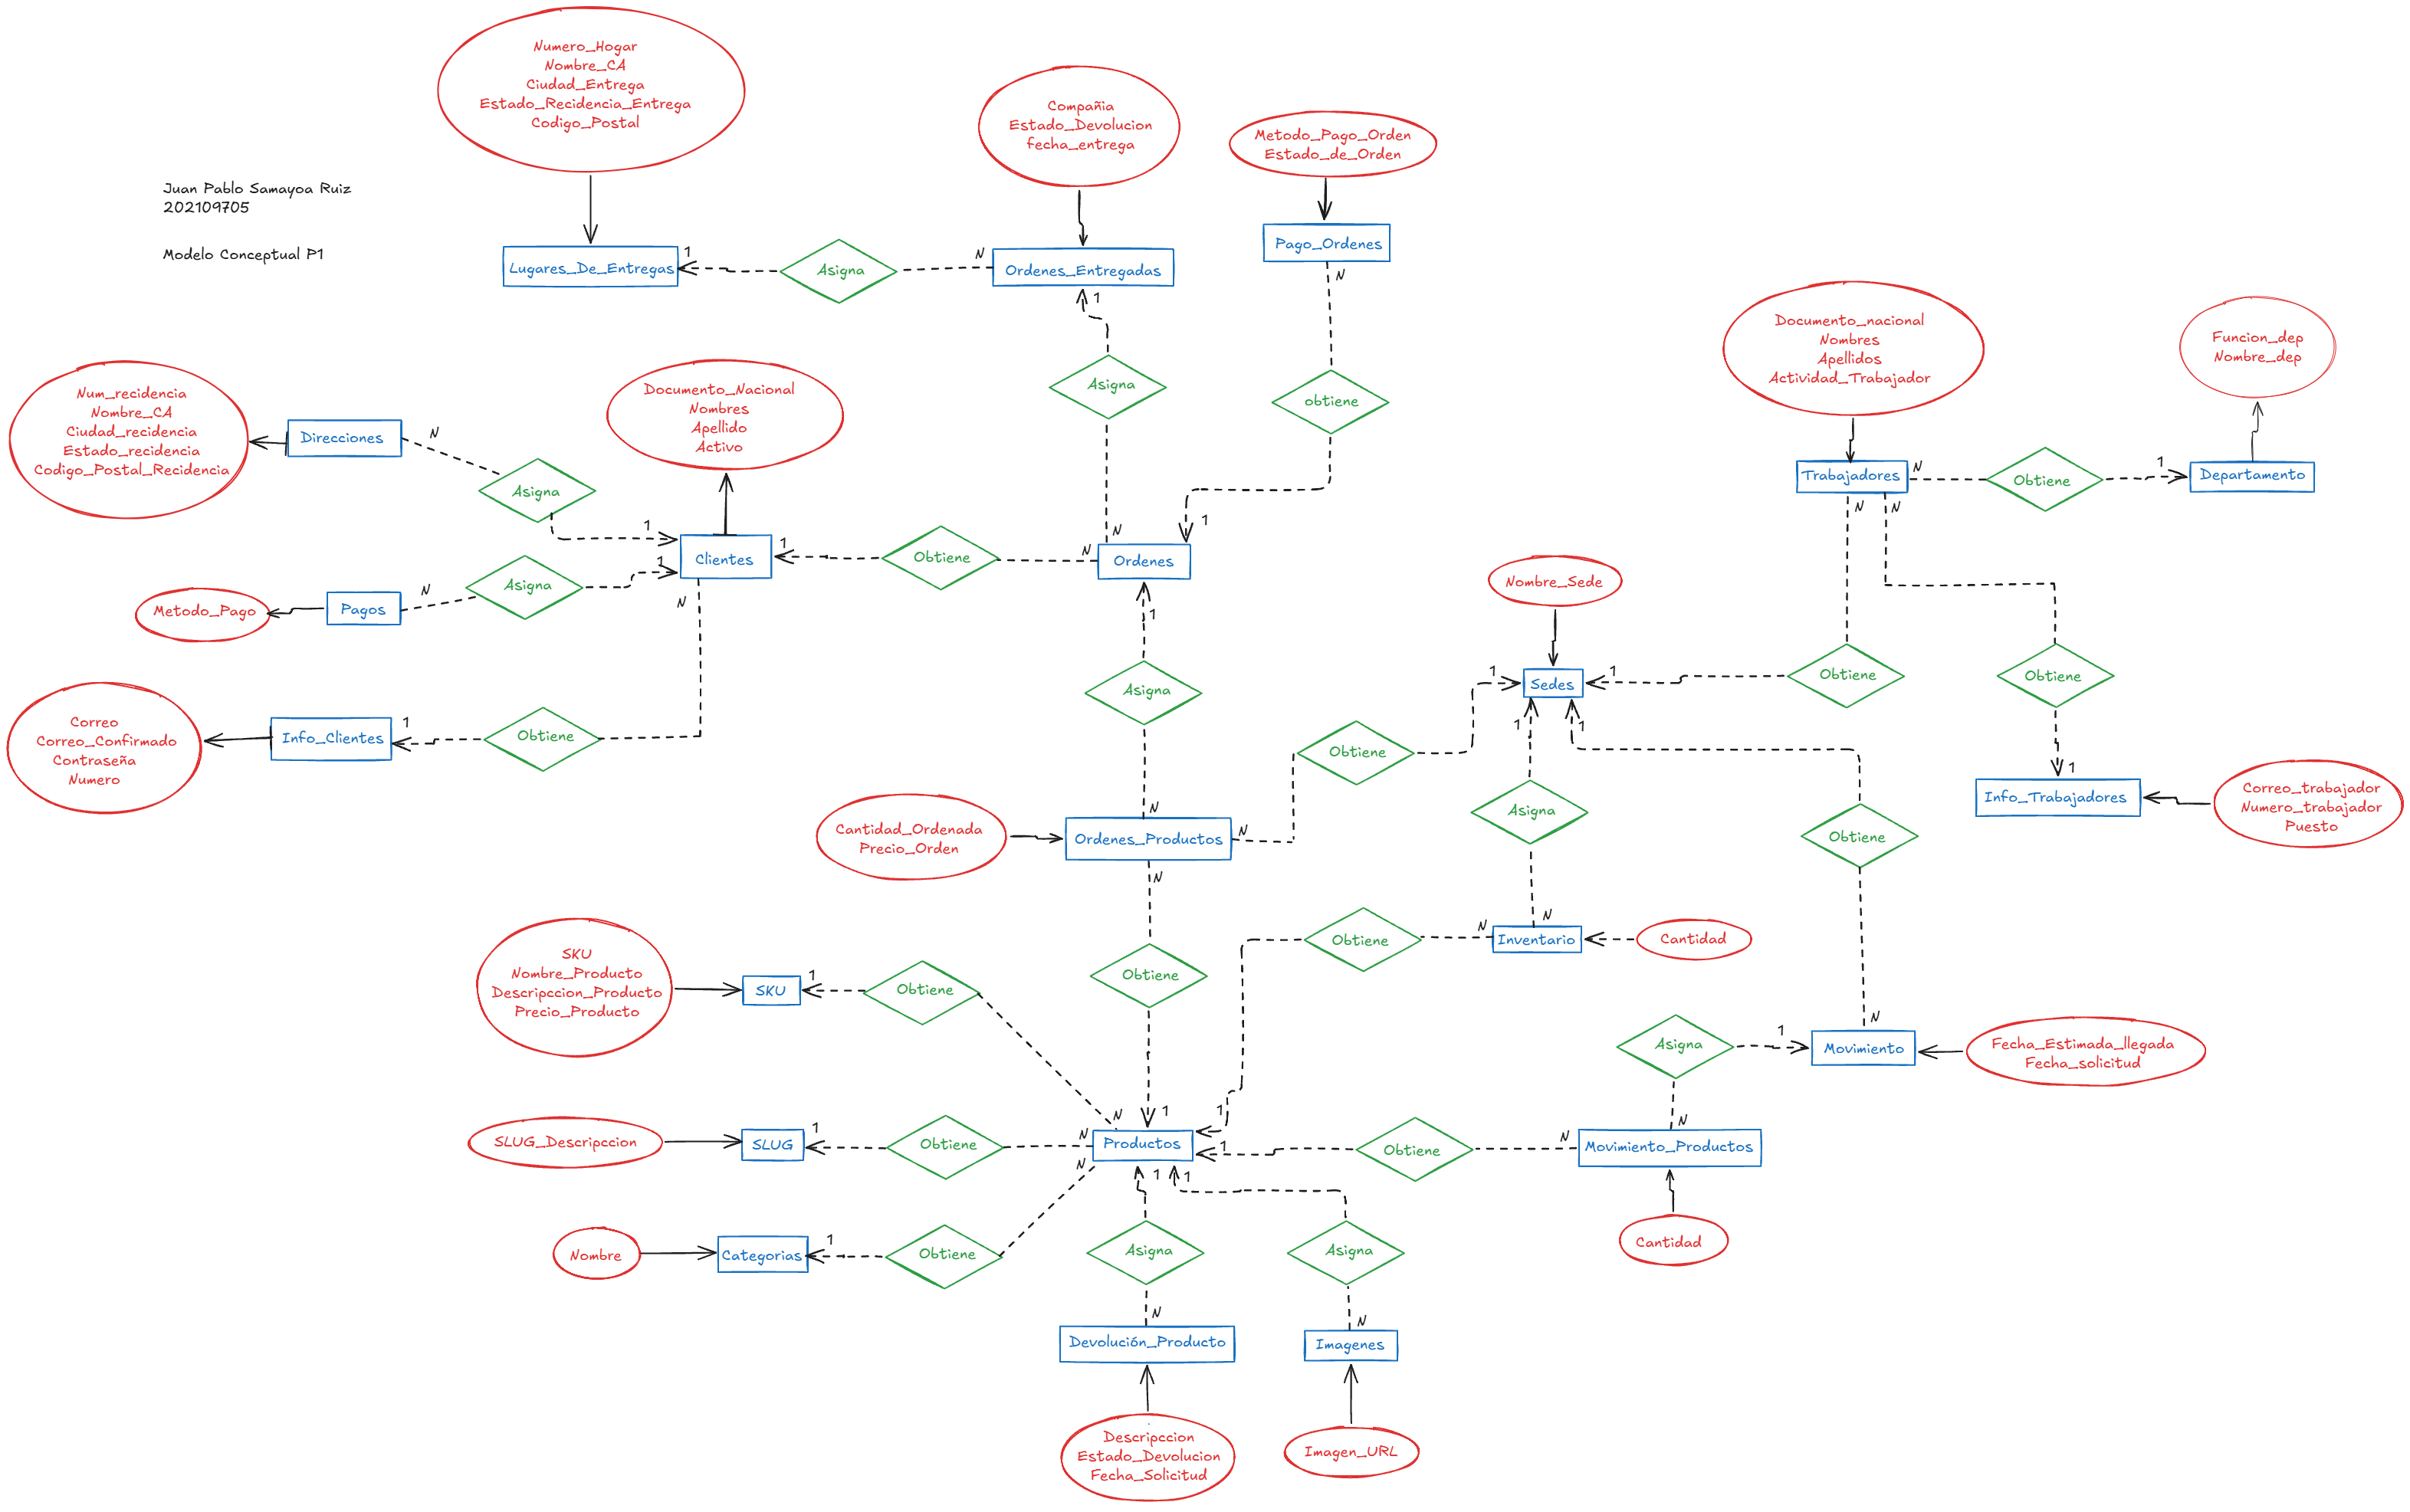 Numero_Hogar
Nombre_CA
Ciudad_Entrega
Estado_Recidencia_Entrega
Codigo_Postal
Compañia
Estado_Devolucion
fecha_entrega
Metodo_Pago_Orden
Estado_de_Orden
Juan Pablo Samayoa Ruiz
202109705
Modelo Conceptual P1
Lugares_De_Entregas
1
Asigna
N
Ordenes_Entregadas
1
Pago_Ordenes
N
Documento_nacional
Nombres
Apellidos
Actividad_Trabajador
Funcion_dep
Nombre_dep
Num_recidencia
Nombre_CA
Ciudad_recidencia
Estado_recidencia
Codigo_Postal_Recidencia
Direcciones
N
Asigna
1
Documento_Nacional
Nombres
Apellido
Activo
Asigna
N
obtiene
1
Trabajadores
N
Obtiene
1
Departamento
N
N
Clientes
1
Obtiene
N
Ordenes
1
Metodo_Pago
Pagos
N
Asigna
1
N
Nombre_Sede
Correo
Correo_Confirmado
Contraseña
Numero
Info_Clientes
1
Obtiene
Asigna
1
Sedes
1
Obtiene
Obtiene
1
1
Obtiene
1
Info_Trabajadores
Correo_trabajador
Numero_trabajador
Puesto
Cantidad_Ordenada
Precio_Orden
N
Ordenes_Productos
N
N
Asigna
Obtiene
SKU
Nombre_Producto
Descripccion_Producto
Precio_Producto
SKU
1
Obtiene
Obtiene
Obtiene
N
N
Inventario
Cantidad
N
Asigna
1
Movimiento
Fecha_Estimada_llegada
Fecha_solicitud
SLUG_Descripccion
SLUG
1
Obtiene
N
N
1
1
Productos
1
Obtiene
N
N
Movimiento_Productos
Nombre
Categorias
1
Obtiene
N
1
1
Asigna
Asigna
Cantidad
N
N
Devolución_Producto
Imagenes
Descripccion
Estado_Devolucion
Fecha_Solicitud
Imagen_URL